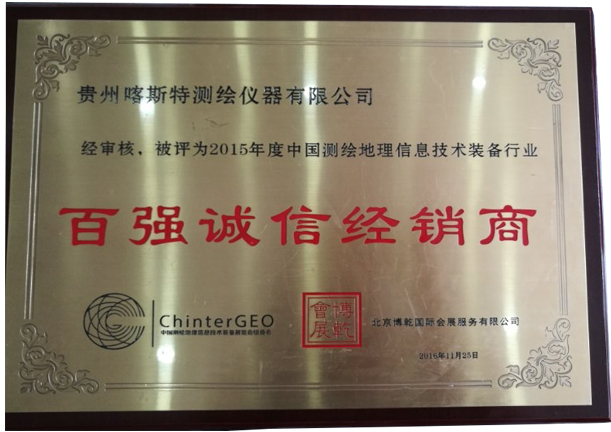 贵州喀斯特测绘仪器有限公司
经审核，被评为2015年度中国测绘地理信息技术装备行业
百强诚信经销商
ChinterGEO
博乾會展
北京博乾国际会展服务有限公司
2016年11月25日